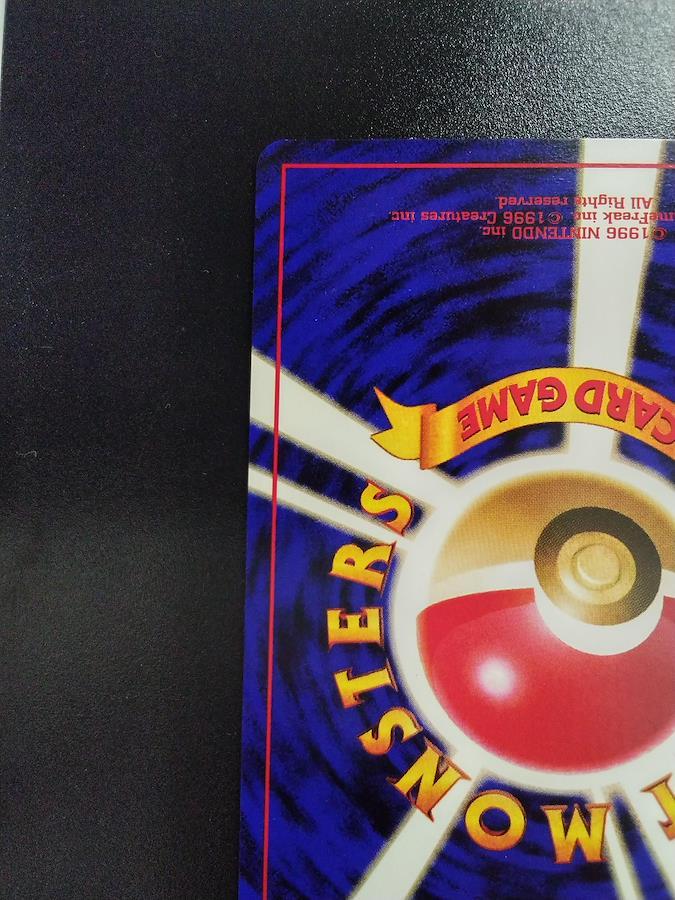 T MONSTERS
CARD GAME
©1996 NINTENDO inc.
meFreak inc. ©1996 Creatures inc.
All Rights reserved.